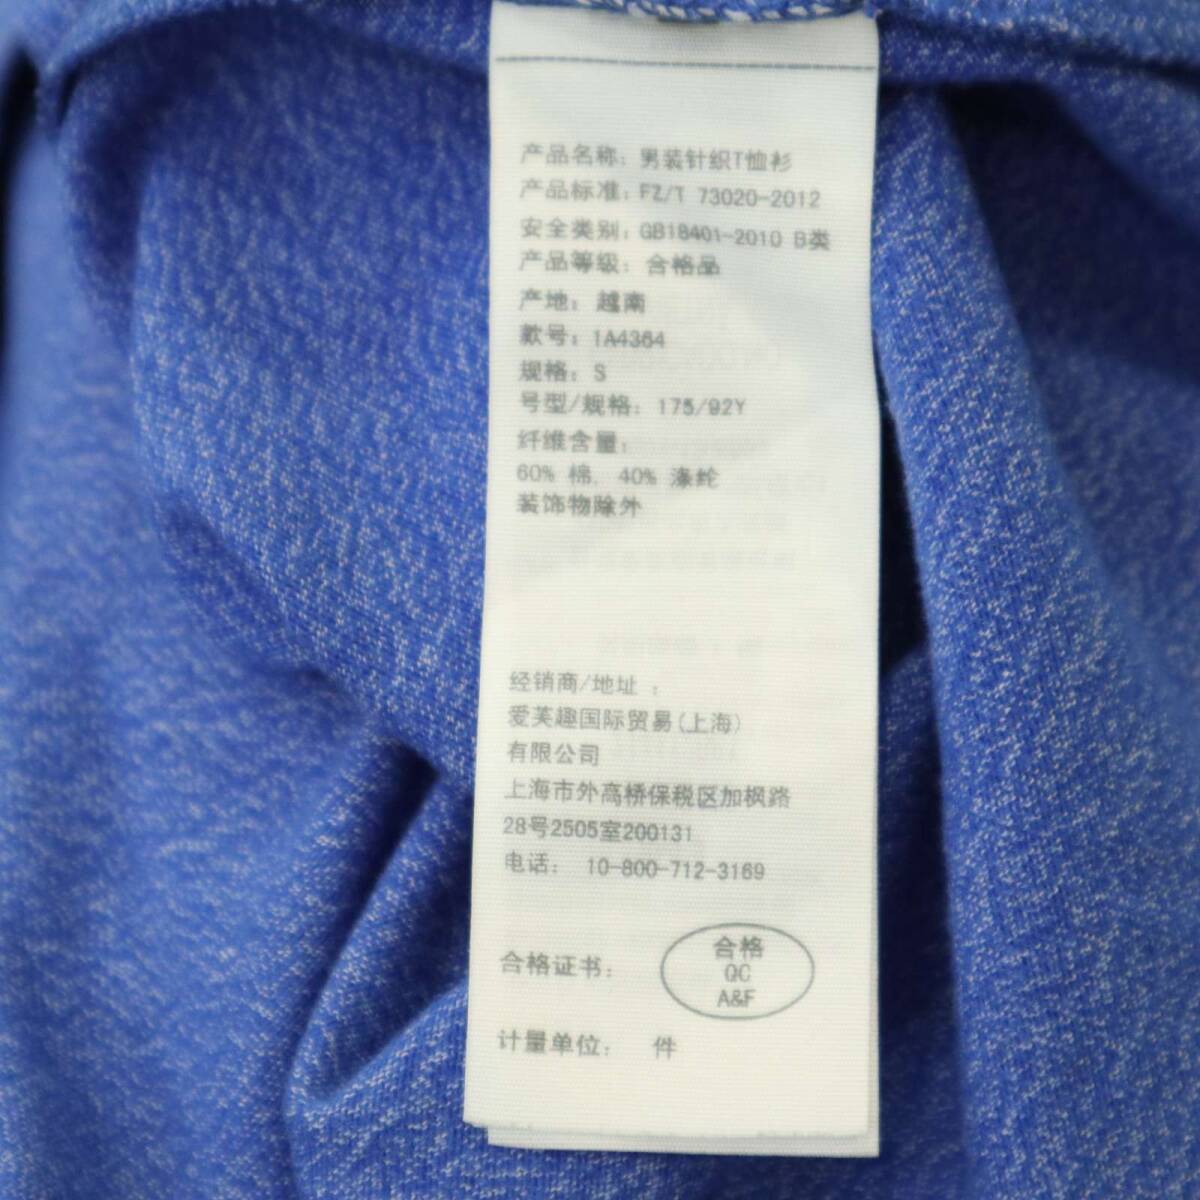 产品名称: 男装针织T恤衫
产品标准: FZ/T 73020-2012
安全类别: GB18401-2010 B类
产品等级: 合格品
产地: 越南
款号: 1A4364
规格: S
号型/规格: 175/92Y
纤维含量:
60% 棉, 40% 涤纶
装饰物除外
经销商/地址 :
爱芙趣国际贸易(上海)
有限公司
上海市外高桥保税区加枫路
28号2505室200131
电话: 10-800-712-3169
合格证书:
合格
QC
A&F
计量单位: 件